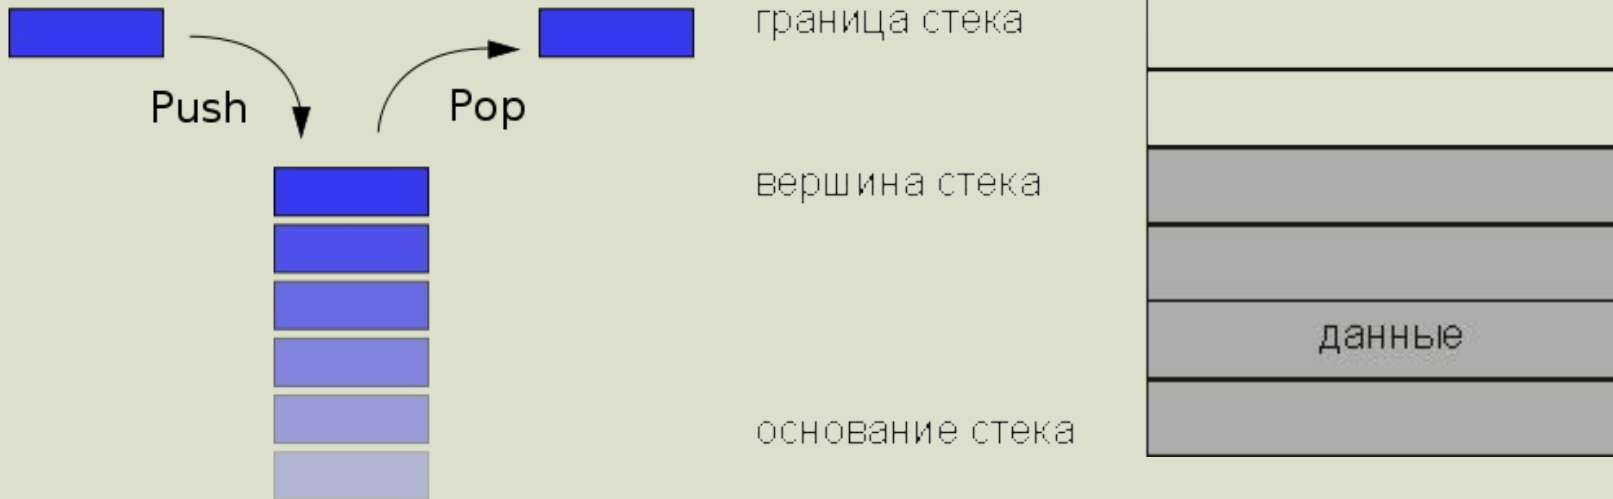 граница стека
Push
Pop
вершина стека
данные
основание стека